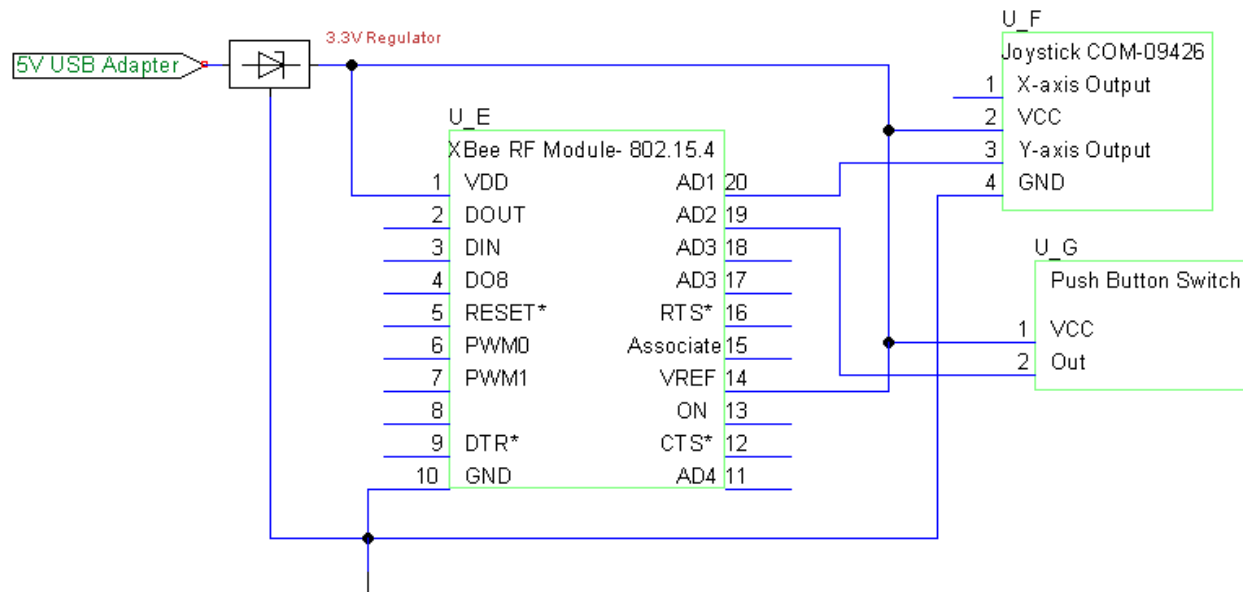 5V USB Adapter
3.3V Regulator
U_E
XBee RF Module- 802.15.4
1 VDD AD1 20
2 DOUT AD2 19
3 DIN AD3 18
4 DO8 AD3 17
5 RESET* RTS* 16
6 PWM0 Associate 15
7 PWM1 VREF 14
8 ON 13
9 DTR* CTS* 12
10 GND AD4 11
U_F
Joystick COM-09426
1 X-axis Output
2 VCC
3 Y-axis Output
4 GND
U_G
Push Button Switch
1 VCC
2 Out